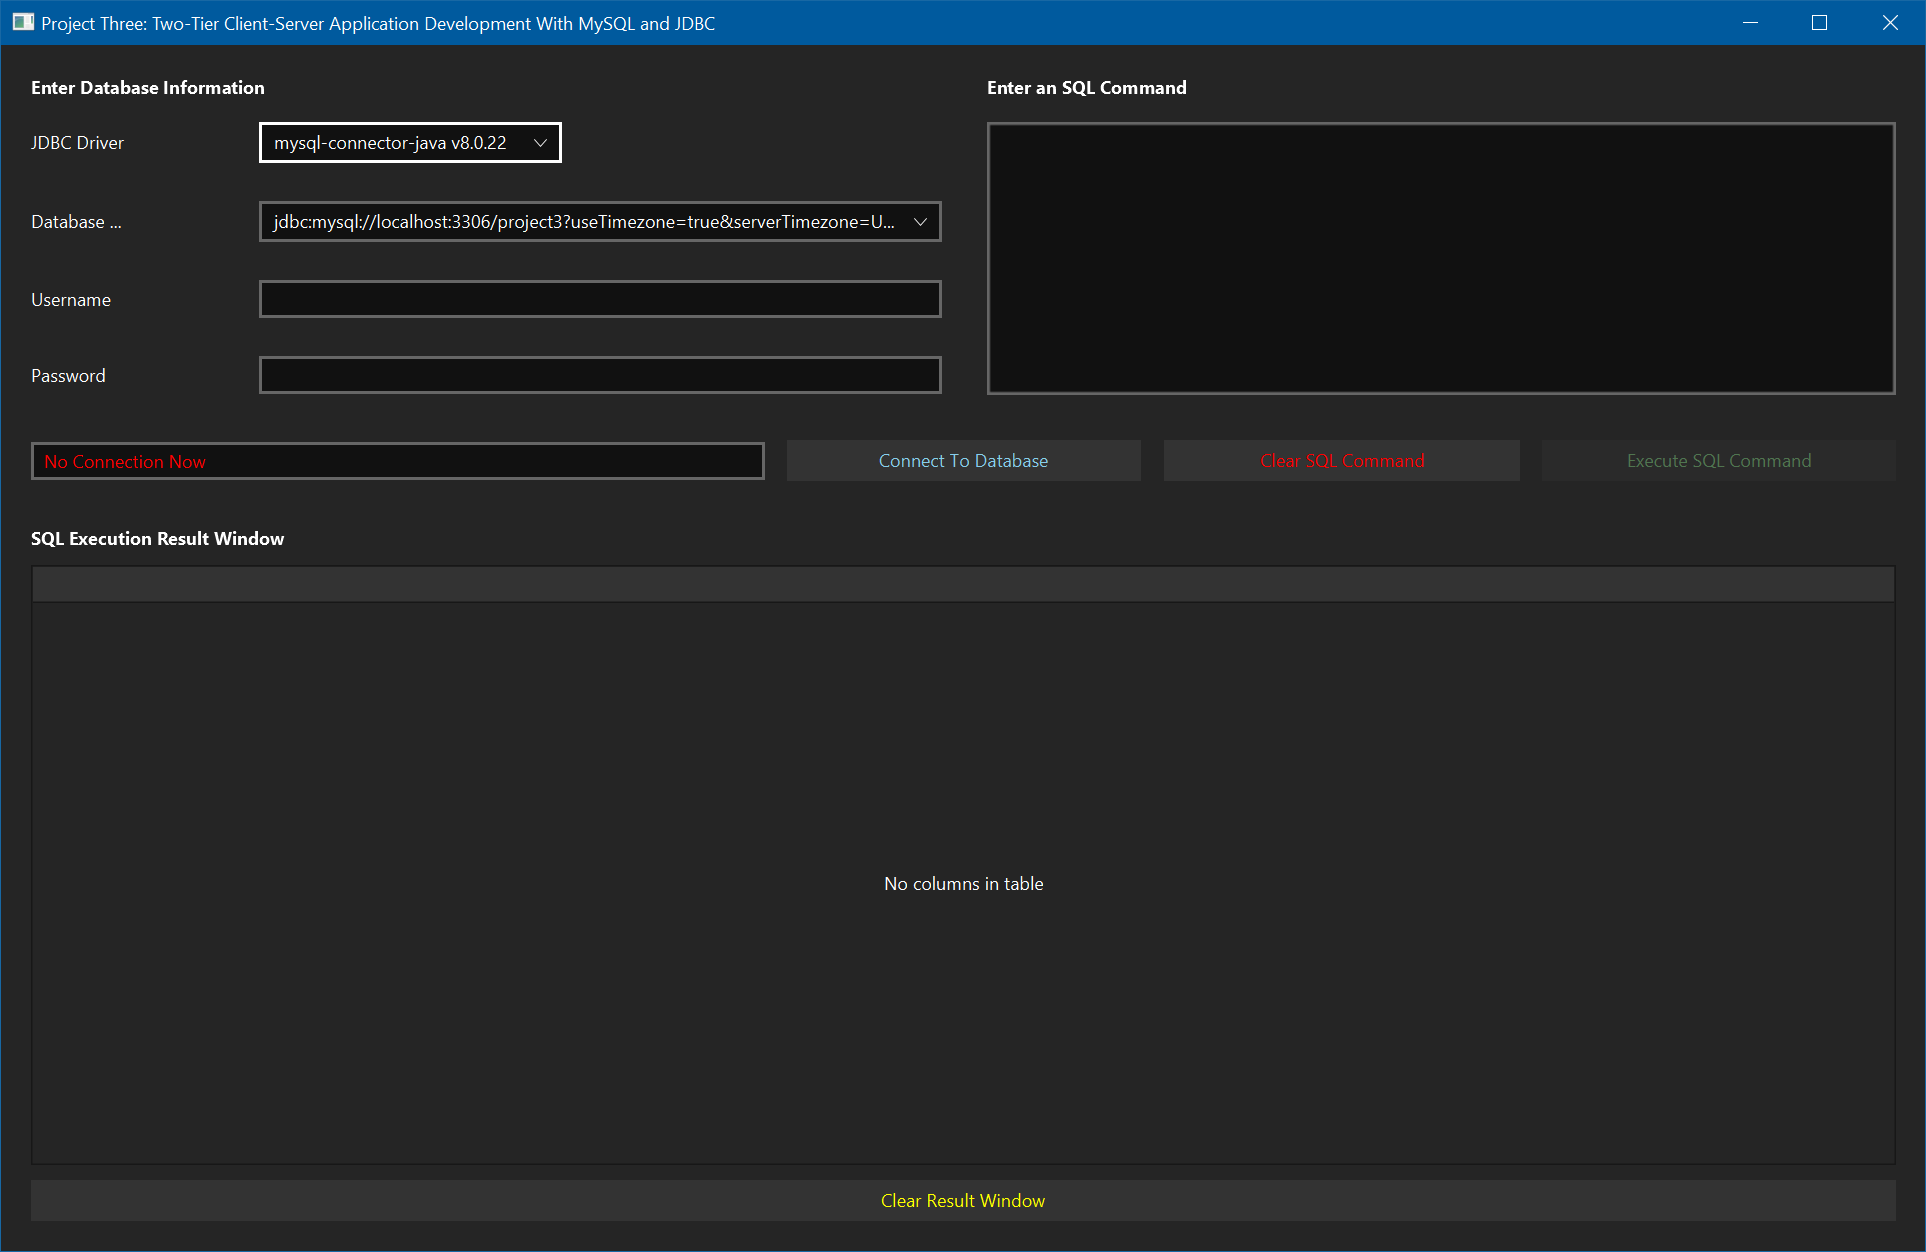 Project Three: Two-Tier Client-Server Application Development With MySQL and JDBC
Enter Database Information
JDBC Driver
mysql-connector-java v8.0.22
Database ...
jdbc:mysql://localhost:3306/project3?useTimezone=true&serverTimezone=U...
Username
Password
Enter an SQL Command
No Connection Now
Connect To Database
Clear SQL Command
Execute SQL Command
SQL Execution Result Window
No columns in table
Clear Result Window